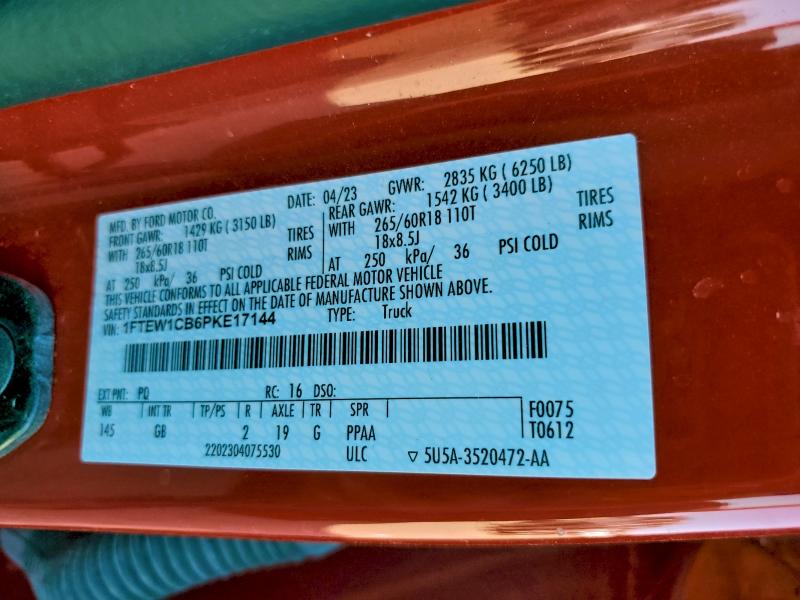 MFD. BY FORD MOTOR CO.
DATE: 04/23 GVWR: 2835 KG ( 6250 LB)
FRONT GAWR: 1429 KG ( 3150 LB)
WITH 265/60R18 110T TIRES
18x8.5J RIMS
AT 250 kPa/ 36 PSI COLD
REAR GAWR: 1542 KG ( 3400 LB)
WITH 265/60R18 110T TIRES
18x8.5J RIMS
AT 250 kPa/ 36 PSI COLD
THIS VEHICLE CONFORMS TO ALL APPLICABLE FEDERAL MOTOR VEHICLE
SAFETY STANDARDS IN EFFECT ON THE DATE OF MANUFACTURE SHOWN ABOVE.
VIN: 1FTEW1CB6PKE17144 TYPE: Truck
EXT PNT: PQ RC: 16 DSO:
WB INT TR TP/PS R AXLE TR SPR F0075
145 GB 2 19 G PPAA T0612
2202304075530 ULC ▽ 5U5A-3520472-AA